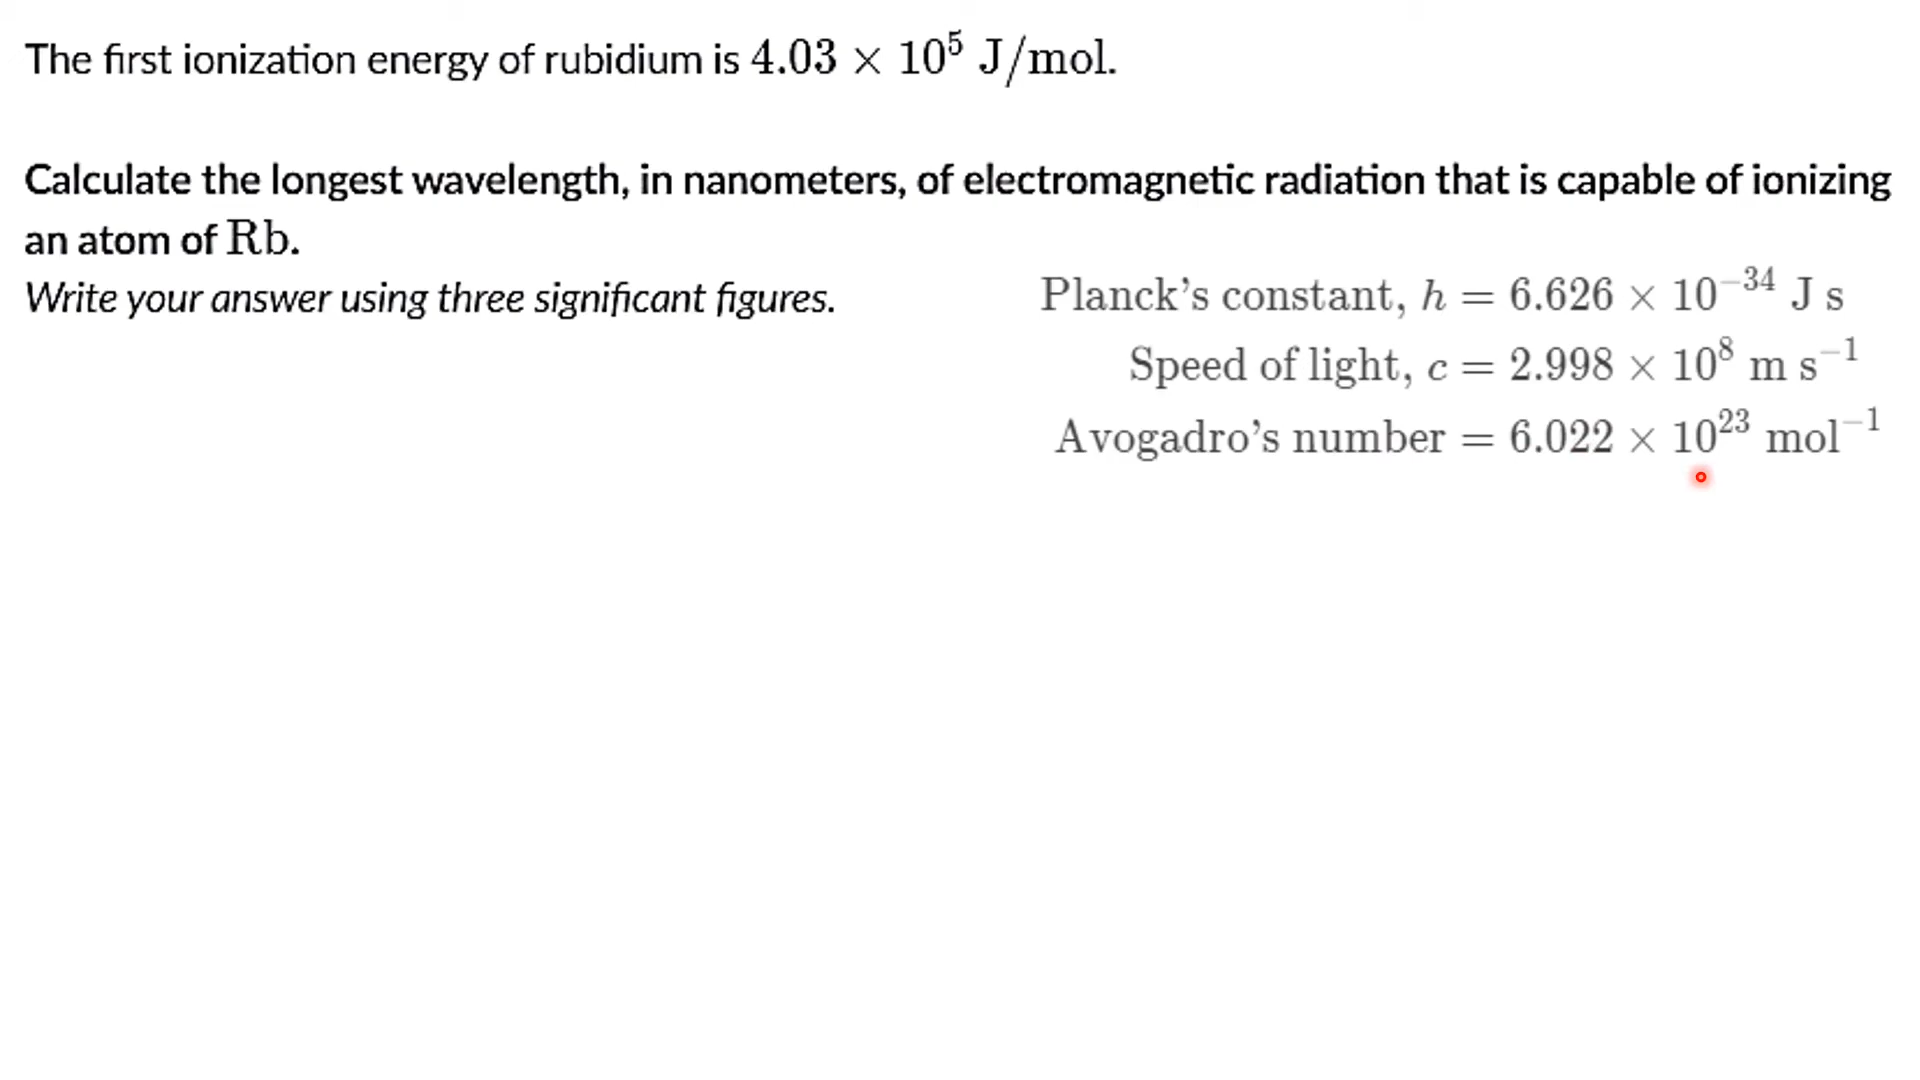 The first ionization energy of rubidium is 4.03 × 10⁵ J/mol.
Calculate the longest wavelength, in nanometers, of electromagnetic radiation that is capable of ionizing
an atom of Rb.
Write your answer using three significant figures.
Planck’s constant, h = 6.626 × 10⁻³⁴ J s
Speed of light, c = 2.998 × 10⁸ m s⁻¹
Avogadro’s number = 6.022 × 10²³ mol⁻¹